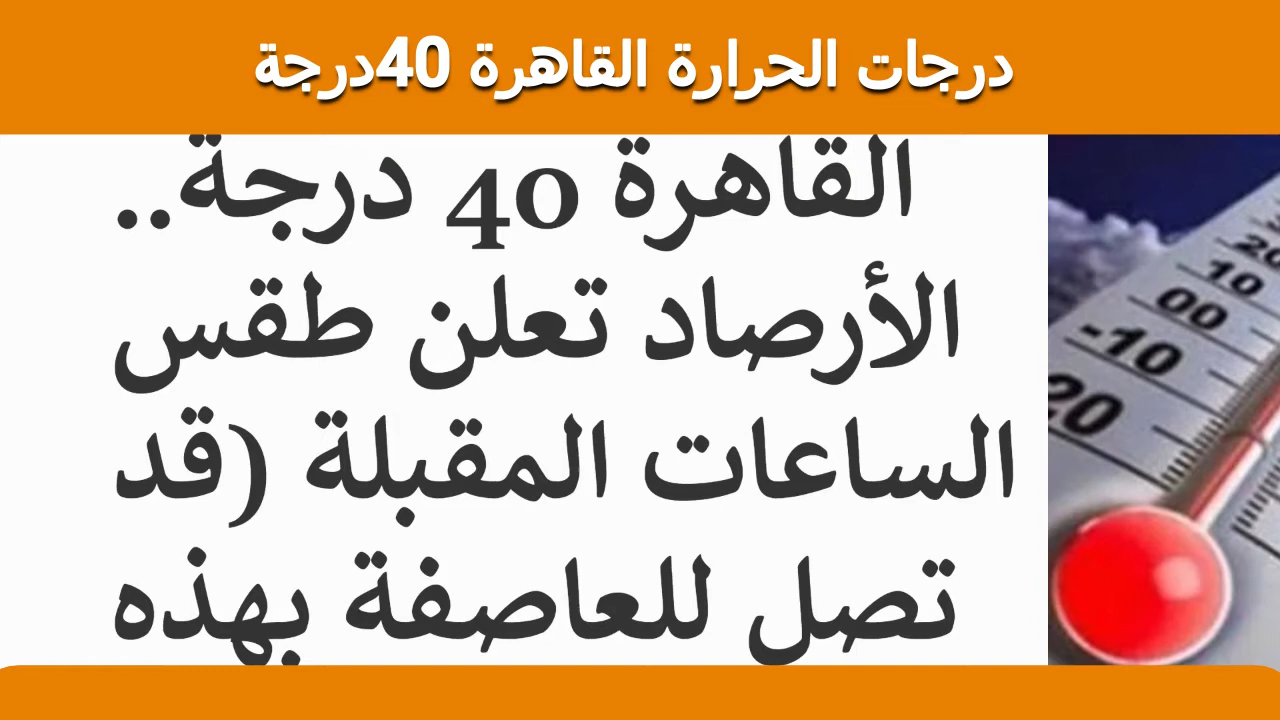 درجات الحرارة القاهرة 40درجة
القاهرة 40 درجة..
الأرصاد تعلن طقس
الساعات المقبلة (قد
تصل للعاصفة بهذه
20
10
00
-10
20